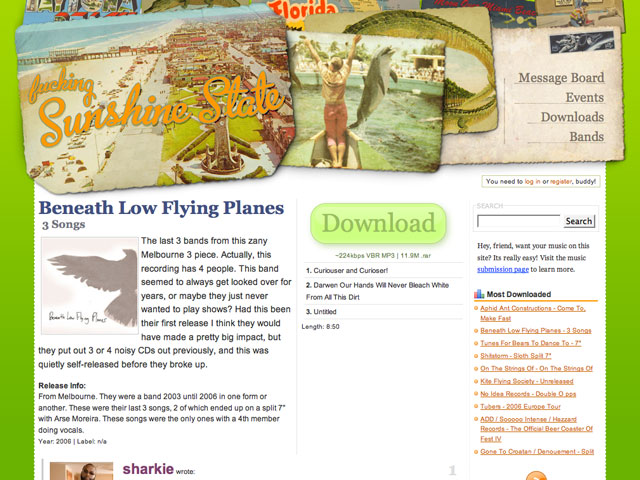 Florida
fucking
Sunshine State
Message Board
Events
Downloads
Bands
You need to log in or register, buddy!
Beneath Low Flying Planes
3 Songs
The last 3 bands from this zany
Melbourne 3 piece. Actually, this
recording has 4 people. This band
seemed to always get looked over for
years, or maybe they just never
wanted to play shows? Had this been
their first release I think they would
have made a pretty big impact, but
they put out 3 or 4 noisy CDs out previously, and this was
quietly self-released before they broke up.
Beneath Low Flying Planes
Release Info:
From Melbourne. They were a band 2003 until 2006 in one form or
another. These were their last 3 songs, 2 of which ended up on a split 7"
with Arse Moreira. These songs were the only ones with a 4th member
doing vocals.
Year: 2006 | Label: n/a
sharkie wrote:
1
Download
~224kbps VBR MP3 | 11.9M .rar
1. Curiouser and Curioser!
2. Darwen Our Hands Will Never Bleach White
From All This Dirt
3. Untitled
Length: 8:50
SEARCH
Search
Hey, friend, want your music on this
site? Its really easy! Visit the music
submission page to learn more.
Most Downloaded
Aphid Ant Constructions - Come To,
Make Fast
Beneath Low Flying Planes - 3 Songs
Tunes For Bears To Dance To - 7"
Shitstorm - Sloth Split 7"
On The Strings Of - On The Strings Of
Kite Flying Society - Unreleased
No Idea Records - Double O pps
Tubers - 2006 Europe Tour
ADD / Sooooo Intense / Hazzard
Records - The Official Beer Coaster Of
Fest IV
Gone To Croatan / Denouement - Split